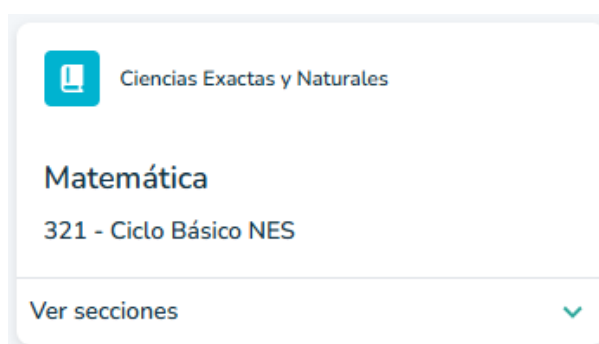 Ciencias Exactas y Naturales
Matemática
321 - Ciclo Básico NES
Ver secciones